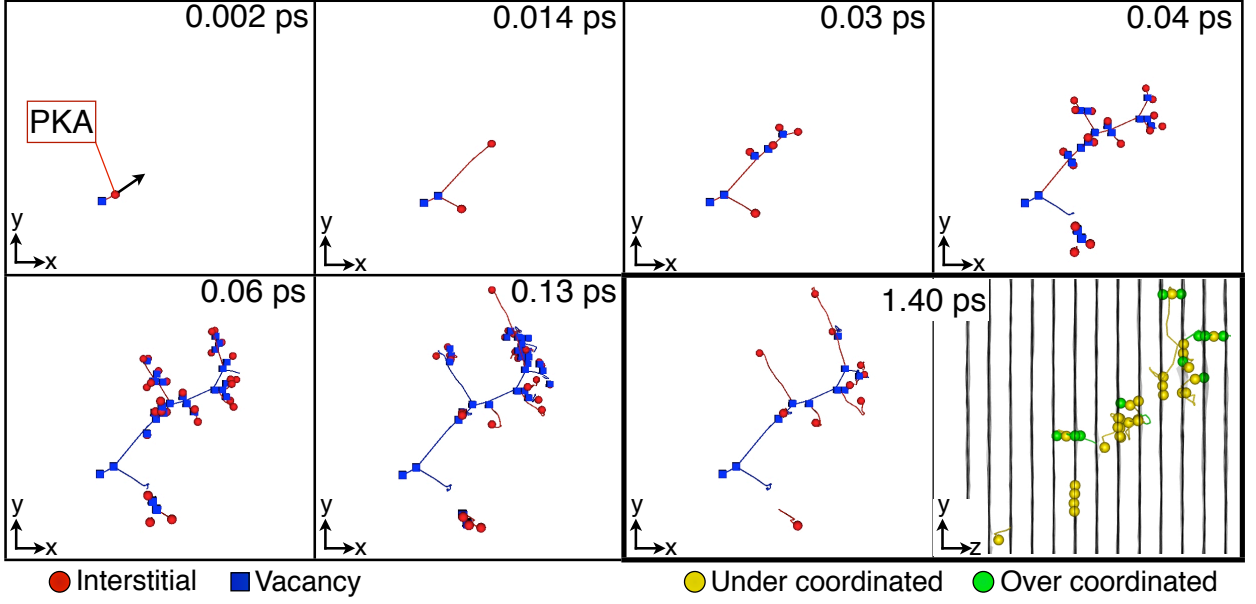 0.002 ps
PKA
y
x
0.014 ps
y
x
0.03 ps
y
x
0.04 ps
y
x
0.06 ps
y
x
0.13 ps
y
x
1.40 ps
y
x
y
z
Interstitial
Vacancy
Under coordinated
Over coordinated